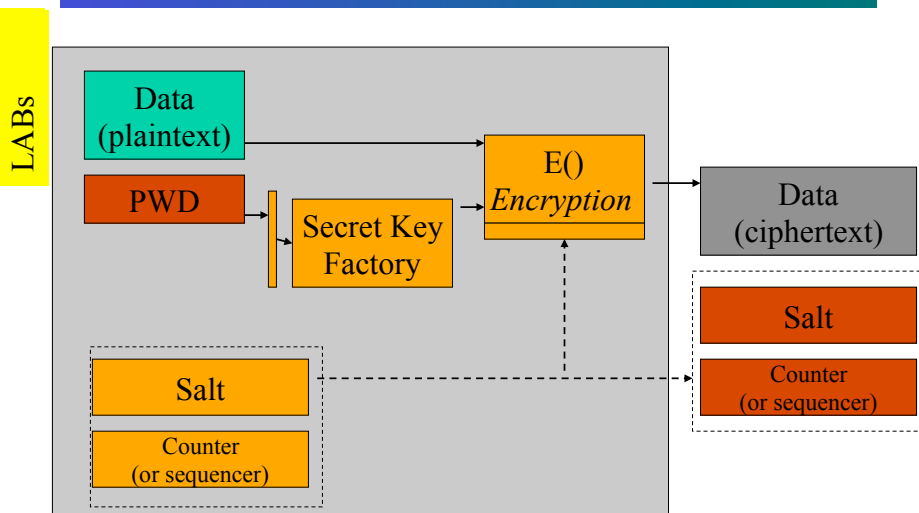 LABs
Data
(plaintext)
PWD
Secret Key
Factory
E()
Encryption
Data
(ciphertext)
Salt
Counter
(or sequencer)
Salt
Counter
(or sequencer)